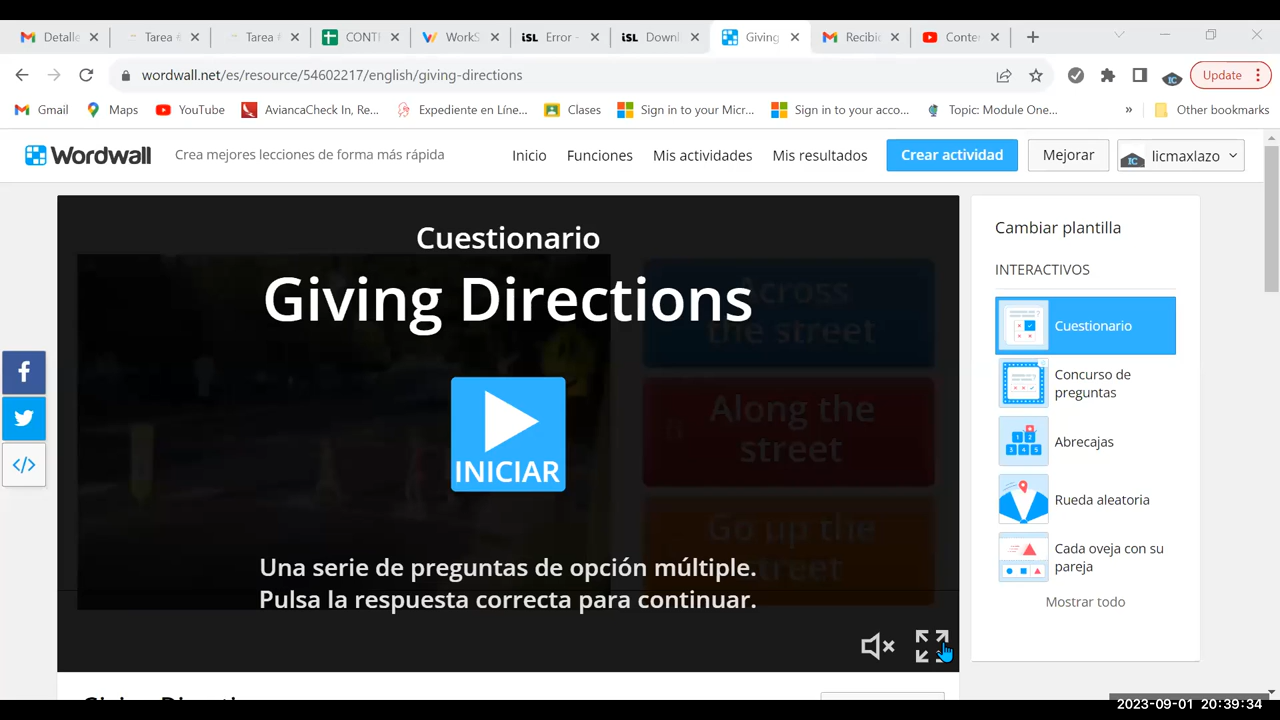 Detalle
Tarea
Tarea
CONTR
WorkS
iSL Error -
iSL Downl
Giving
Recibid
Conter
wordwall.net/es/resource/54602217/english/giving-directions
Update
Gmail
Maps
YouTube
AviancaCheck In, Re...
Expediente en Líne...
Clases
Sign in to your Micr...
Sign in to your acco...
Topic: Module One...
»
Other bookmarks
Wordwall
Crea mejores lecciones de forma más rápida
Inicio
Funciones
Mis actividades
Mis resultados
Crear actividad
Mejorar
licmaxlazo
Cuestionario
Giving Directions
Across
the street
Along the
street
Go up the
street
INICIAR
Una serie de preguntas de opción múltiple.
Pulsa la respuesta correcta para continuar.
Cambiar plantilla
INTERACTIVOS
Cuestionario
Concurso de
preguntas
Abrecajas
Rueda aleatoria
Cada oveja con su
pareja
Mostrar todo
2023-09-01 20:39:34